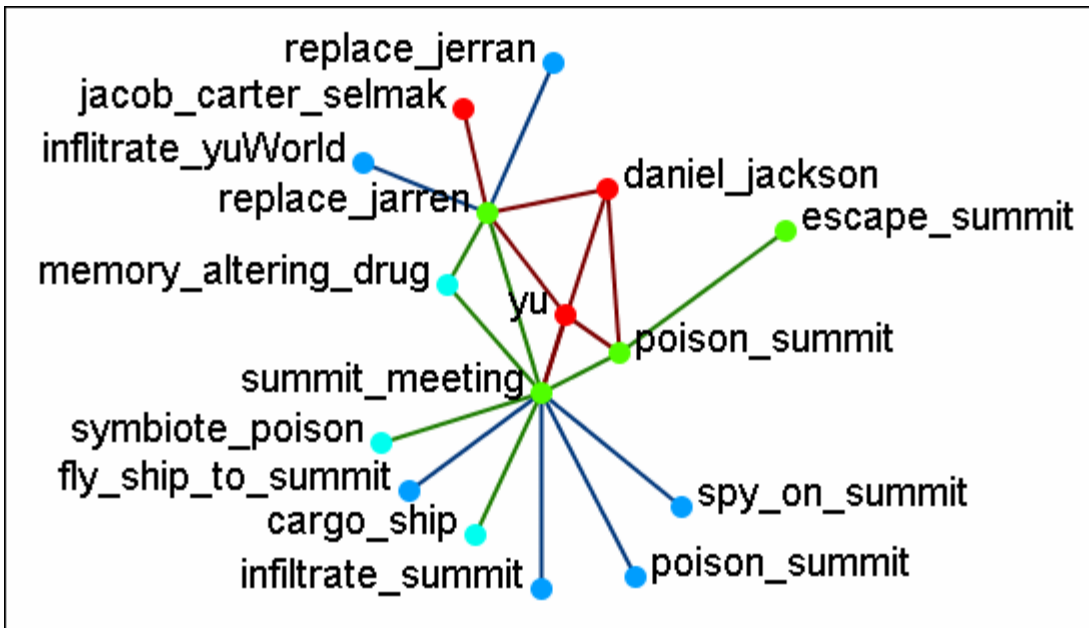 replace_jerran
jacob_carter_selmak
inflitrate_yuWorld
daniel_jackson
replace_jarren
escape_summit
memory_altering_drug
yu
poison_summit
summit_meeting
symbiote_poison
fly_ship_to_summit
spy_on_summit
cargo_ship
poison_summit
infiltrate_summit